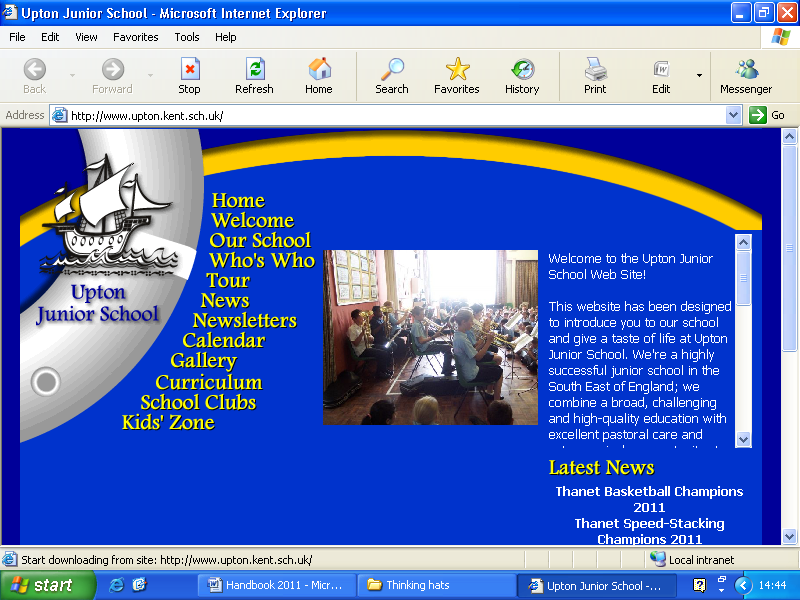 Upton Junior School - Microsoft Internet Explorer
File Edit View Favorites Tools Help
Back Forward Stop Refresh Home Search Favorites History Print Edit Messenger
Address http://www.upton.kent.sch.uk/ Go
Upton
Junior School
Home
Welcome
Our School
Who's Who
Tour
News
Newsletters
Calendar
Gallery
Curriculum
School Clubs
Kids' Zone
Welcome to the Upton Junior
School Web Site!
This website has been designed
to introduce you to our school
and give a taste of life at Upton
Junior School. We're a highly
successful junior school in the
South East of England; we
combine a broad, challenging
and high-quality education with
excellent pastoral care and
Latest News
Thanet Basketball Champions
2011
Thanet Speed-Stacking
Champions 2011
Start downloading from site: http://www.upton.kent.sch.uk/ Local intranet
start Handbook 2011 - Micr... Thinking hats Upton Junior School -... 14:44